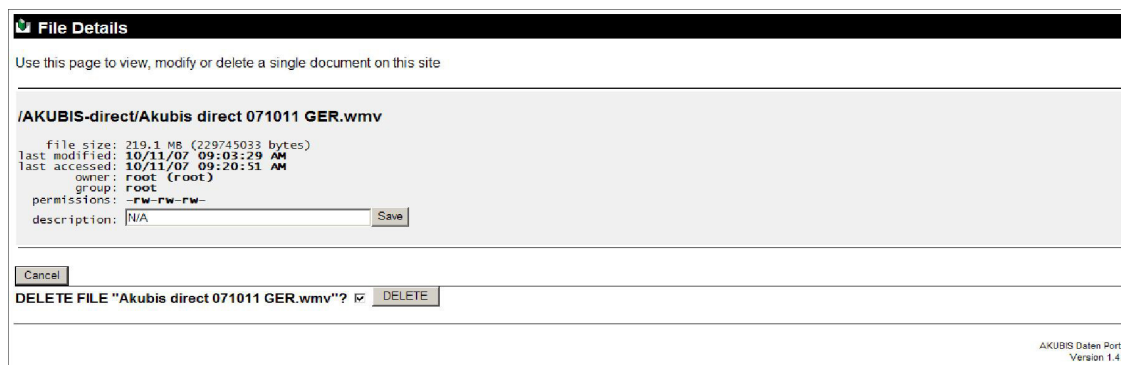 File Details
Use this page to view, modify or delete a single document on this site
/AKUBIS-direct/Akubis direct 071011 GER.wmv
file size: 219.1 MB (229745033 bytes)
last modified: 10/11/07 09:03:29 AM
last accessed: 10/11/07 09:20:51 AM
owner: root (root)
group: root
permissions: -rw-rw-rw-
description: N/A Save
Cancel
DELETE FILE "Akubis direct 071011 GER.wmv"? DELETE
AKUBIS Daten Port
Version 1.4